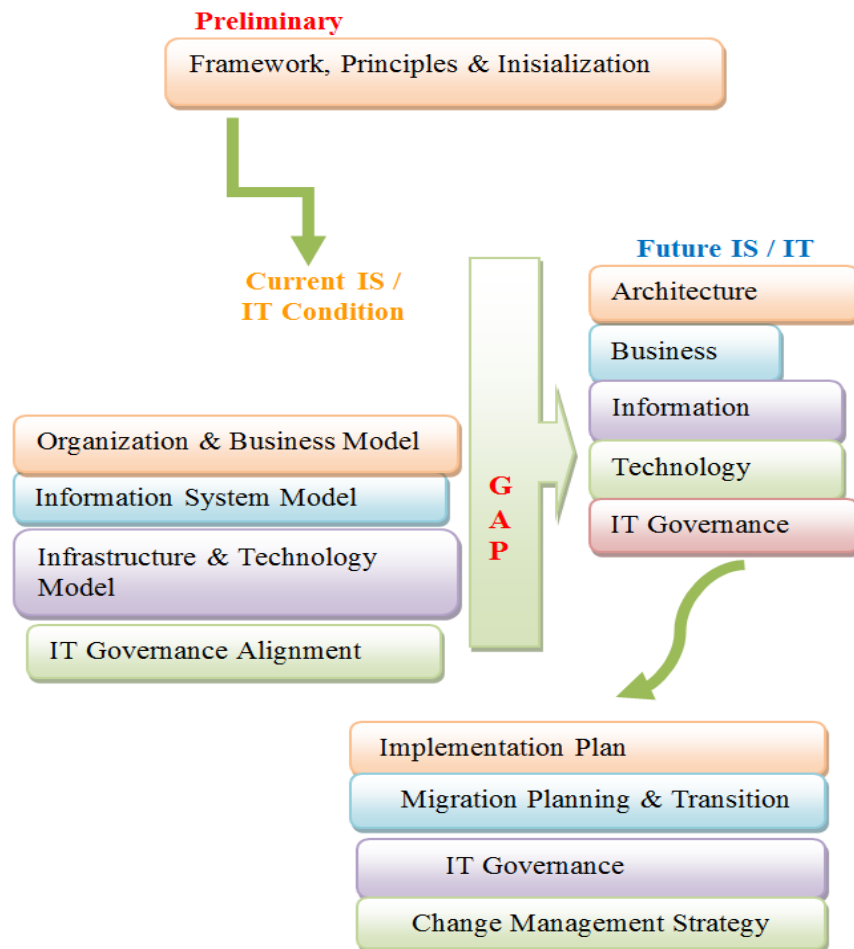 Preliminary
Framework, Principles & Inisialization
Current IS /
IT Condition
Organization & Business Model
Information System Model
Infrastructure & Technology
Model
IT Governance Alignment
G
A
P
Future IS / IT
Architecture
Business
Information
Technology
IT Governance
Implementation Plan
Migration Planning & Transition
IT Governance
Change Management Strategy